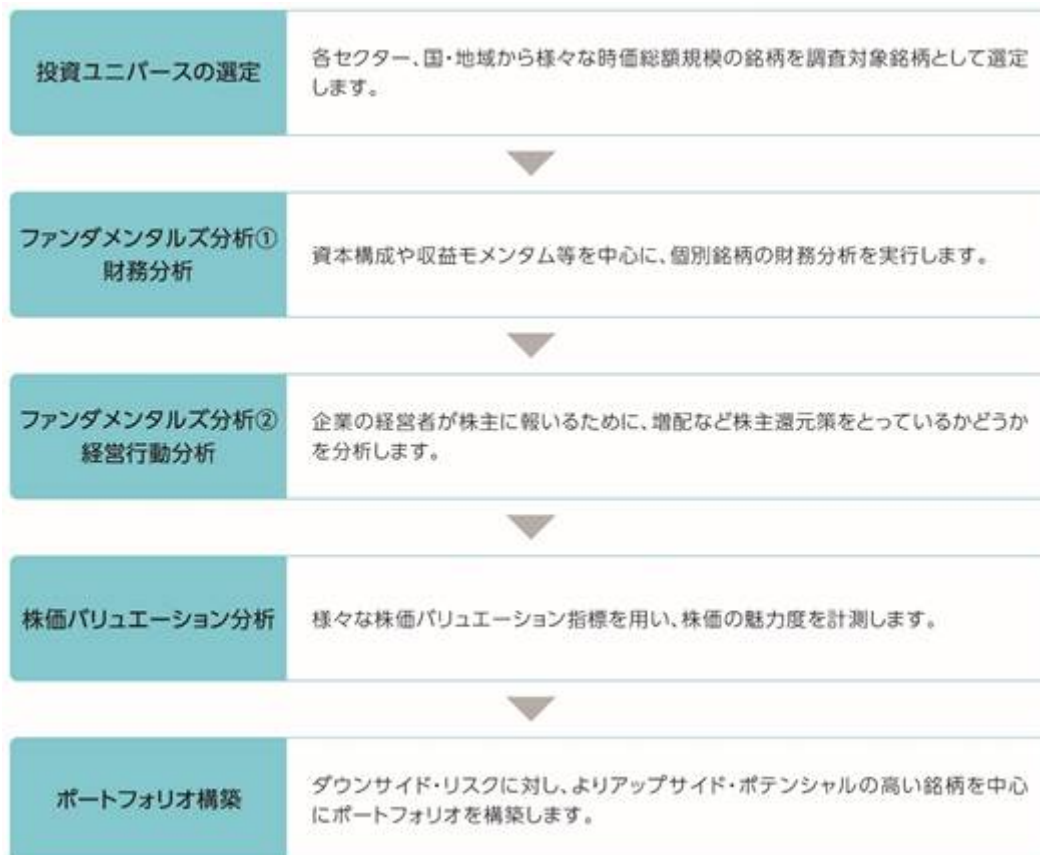 投資ユニバースの選定
各セクター、国・地域から様々な時価総額規模の銘柄を調査対象銘柄として選定
します。
ファンダメンタルズ分析①
財務分析
資本構成や収益モメンタム等を中心に、個別銘柄の財務分析を実行します。
ファンダメンタルズ分析②
経営行動分析
企業の経営者が株主に報いるために、増配など株主還元策をとっているかどうか
を分析します。
株価バリュエーション分析
様々な株価バリュエーション指標を用い、株価の魅力度を計測します。
ポートフォリオ構築
ダウンサイド・リスクに対し、よりアップサイド・ポテンシャルの高い銘柄を中心
にポートフォリオを構築します。